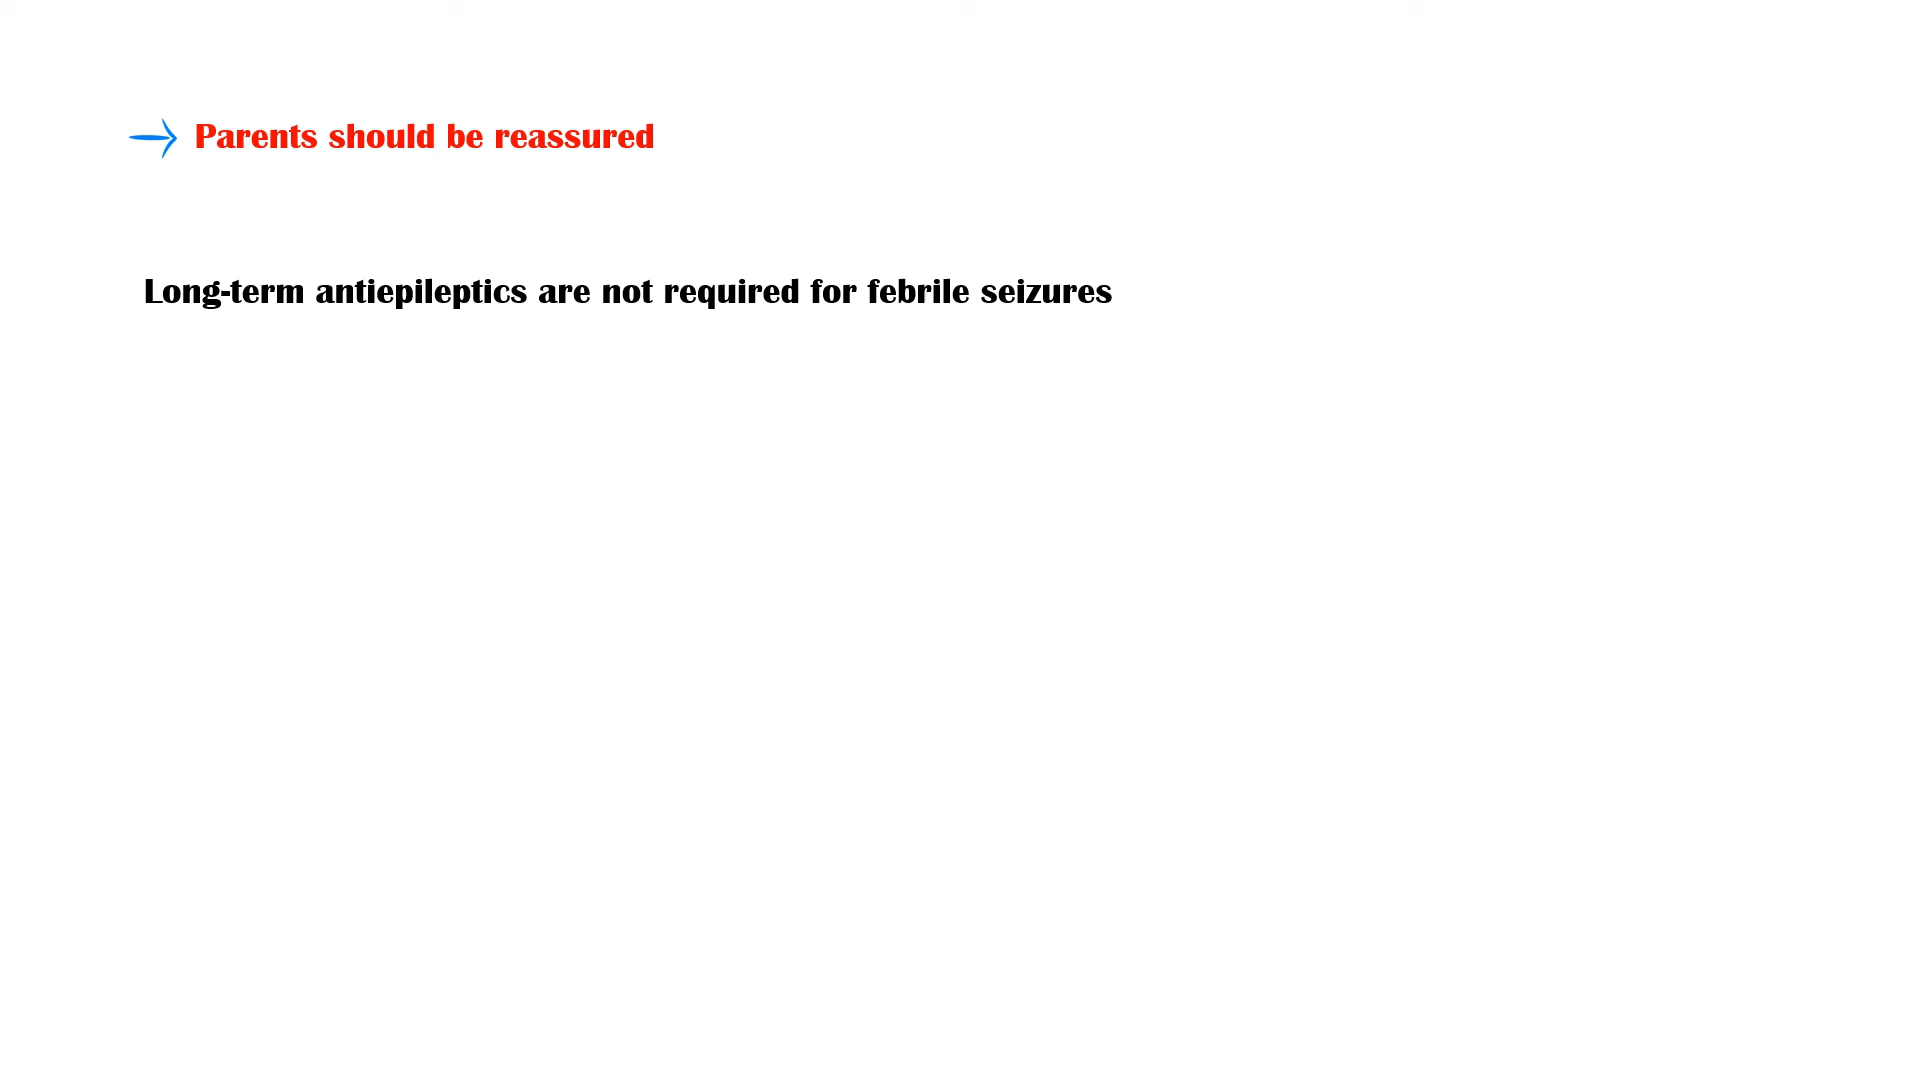 → Parents should be reassured
Long-term antiepileptics are not required for febrile seizures